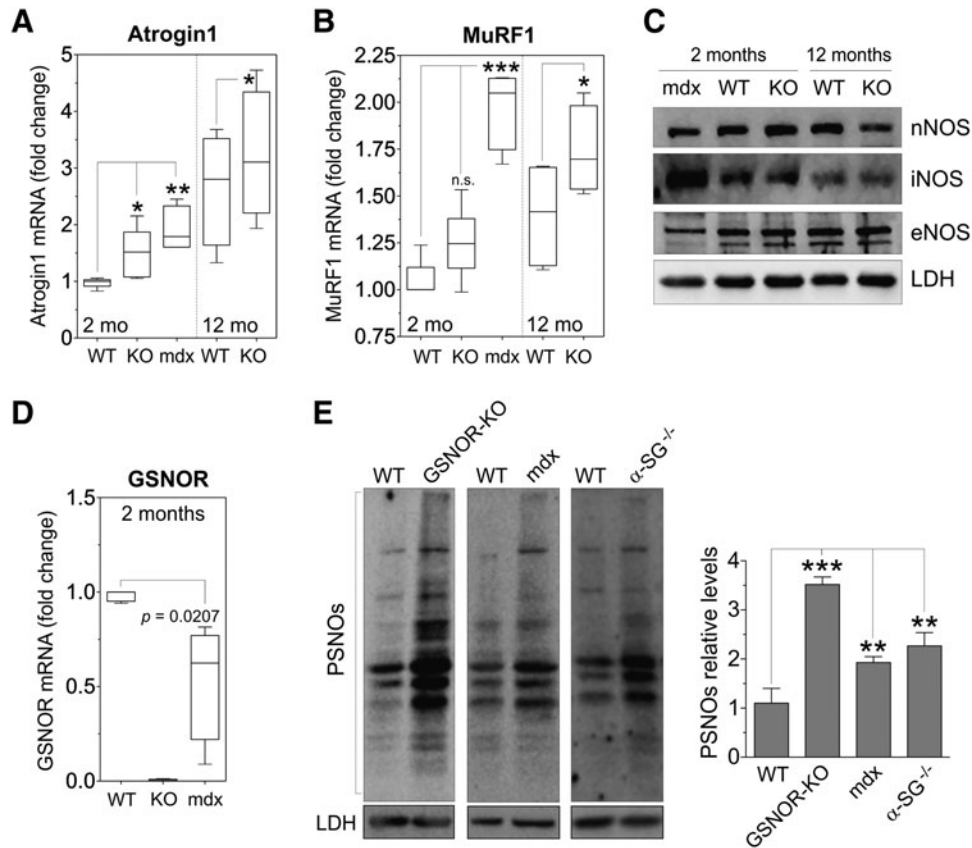 A
Atrogin1
Atrogin1 mRNA (fold change)
5
4
3
2
1
0
*
**
*
2 mo
12 mo
WT KO mdx WT KO
B
MuRF1
MuRF1 mRNA (fold change)
2.25
2.00
1.75
1.50
1.25
1.00
0.75
n.s.
***
*
2 mo
12 mo
WT KO mdx WT KO
C
2 months 12 months
mdx WT KO WT KO
nNOS
iNOS
eNOS
LDH
D
GSNOR
2 months
GSNOR mRNA (fold change)
1.5
1.0
0.5
0.0
p = 0.0207
WT KO mdx
E
WT GSNOR-KO WT mdx WT α-SG-/-
PSNOs
LDH
PSNOs relative levels
4
3
2
1
0
***
**
**
WT GSNOR-KO mdx α-SG-/-